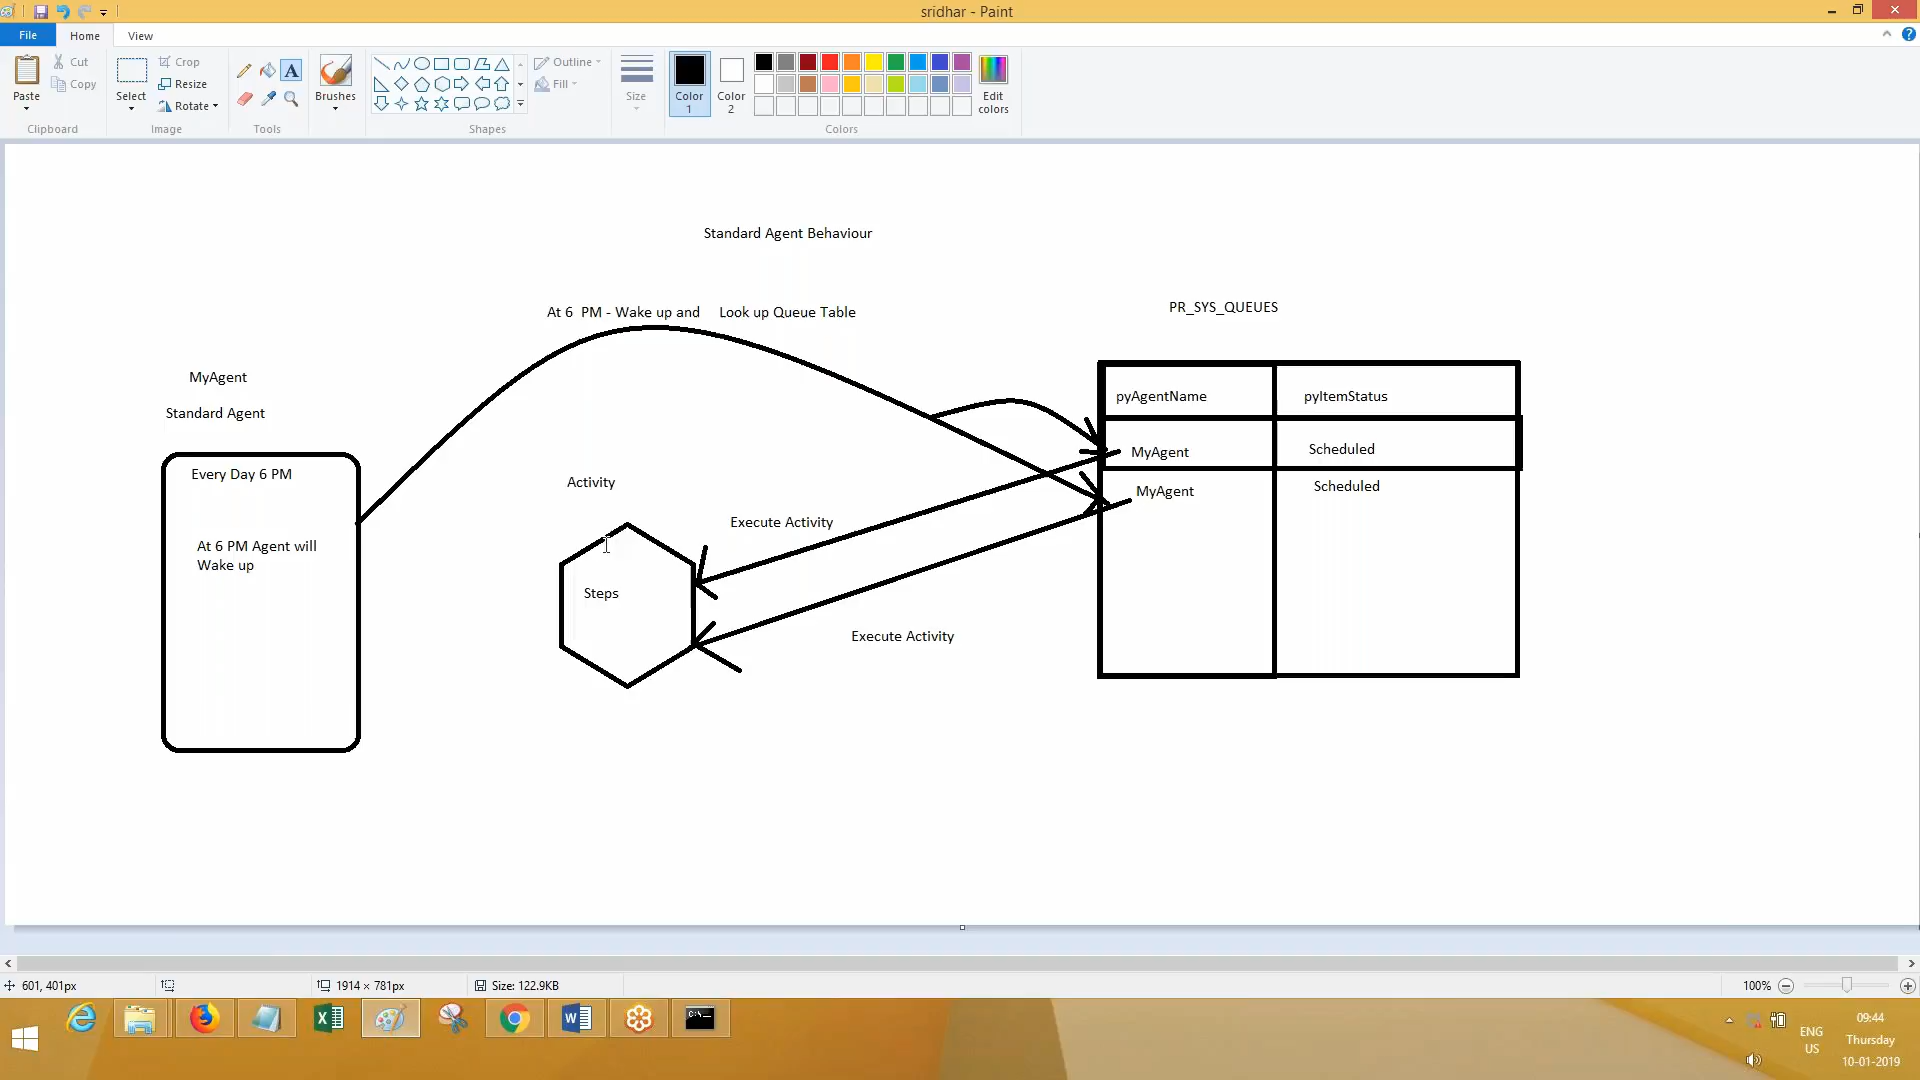 sridhar - Paint
File
Home
View
Paste
Cut
Copy
Clipboard
Select
Crop
Resize
Rotate
Image
A
Tools
Brushes
Outline
Fill
Shapes
Size
Color 1
Color 2
Edit colors
Colors
Standard Agent Behaviour
At 6 PM - Wake up and Look up Queue Table
PR_SYS_QUEUES
MyAgent
Standard Agent
pyAgentName pyItemStatus
MyAgent Scheduled
MyAgent Scheduled
Every Day 6 PM
At 6 PM Agent will
Wake up
Activity
Execute Activity
Steps
Execute Activity
601, 401px
1914 × 781px
Size: 122.9KB
100%
ENG
US
09:44
Thursday
10-01-2019